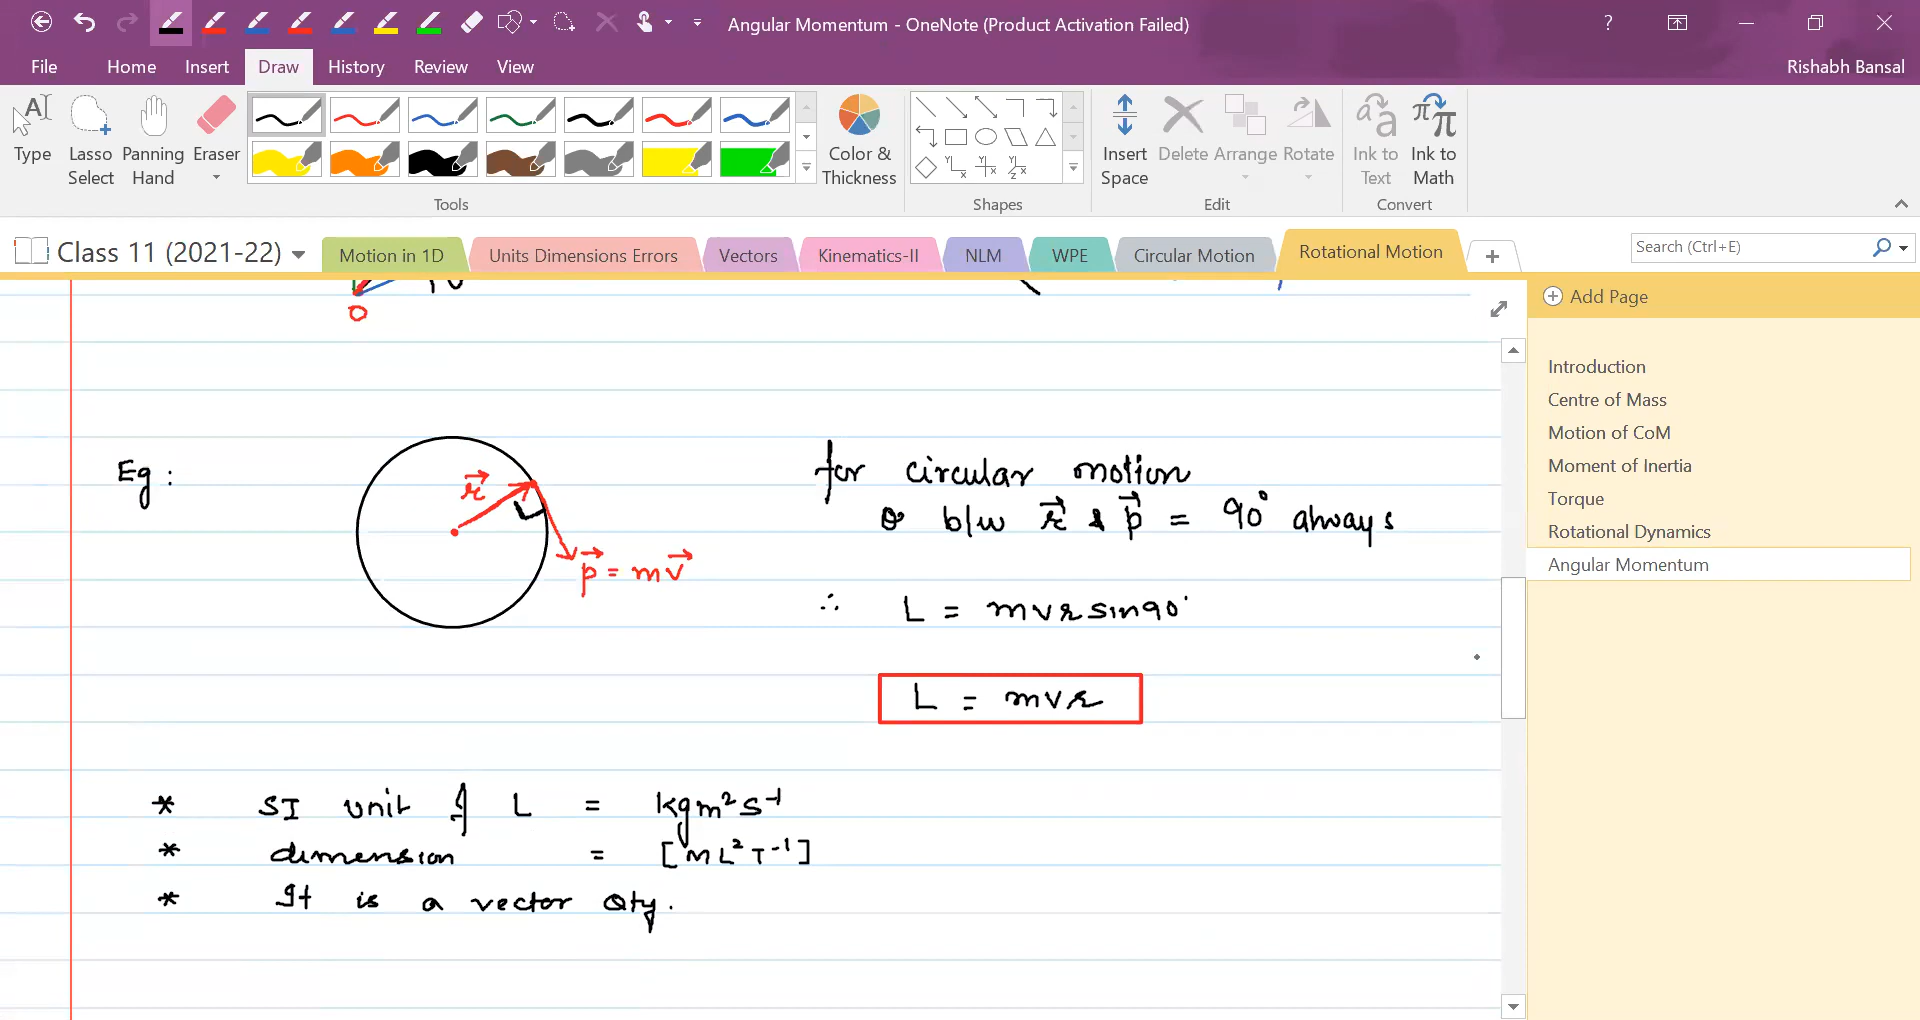 Angular Momentum - OneNote (Product Activation Failed)
?
File Home Insert Draw History Review View
Rishabh Bansal
Type
Lasso Select
Panning Hand
Eraser
Color & Thickness
Insert Space
Delete
Arrange
Rotate
Ink to Text
Ink to Math
Tools
Shapes
Edit
Convert
Class 11 (2021-22)
Motion in 1D
Units Dimensions Errors
Vectors
Kinematics-II
NLM
WPE
Circular Motion
Rotational Motion
Search (Ctrl+E)
Add Page
Introduction
Centre of Mass
Motion of CoM
Moment of Inertia
Torque
Rotational Dynamics
Angular Momentum
O
Eg:
r⃗
p⃗ = mv⃗
for circular motion
θ b/w r⃗ & p⃗ = 90° always
∴ L = mvr sin90°
L = mvr
* SI unit of L = kgm² s⁻¹
* dimension = [ML²T⁻¹]
* It is a vector Qty.